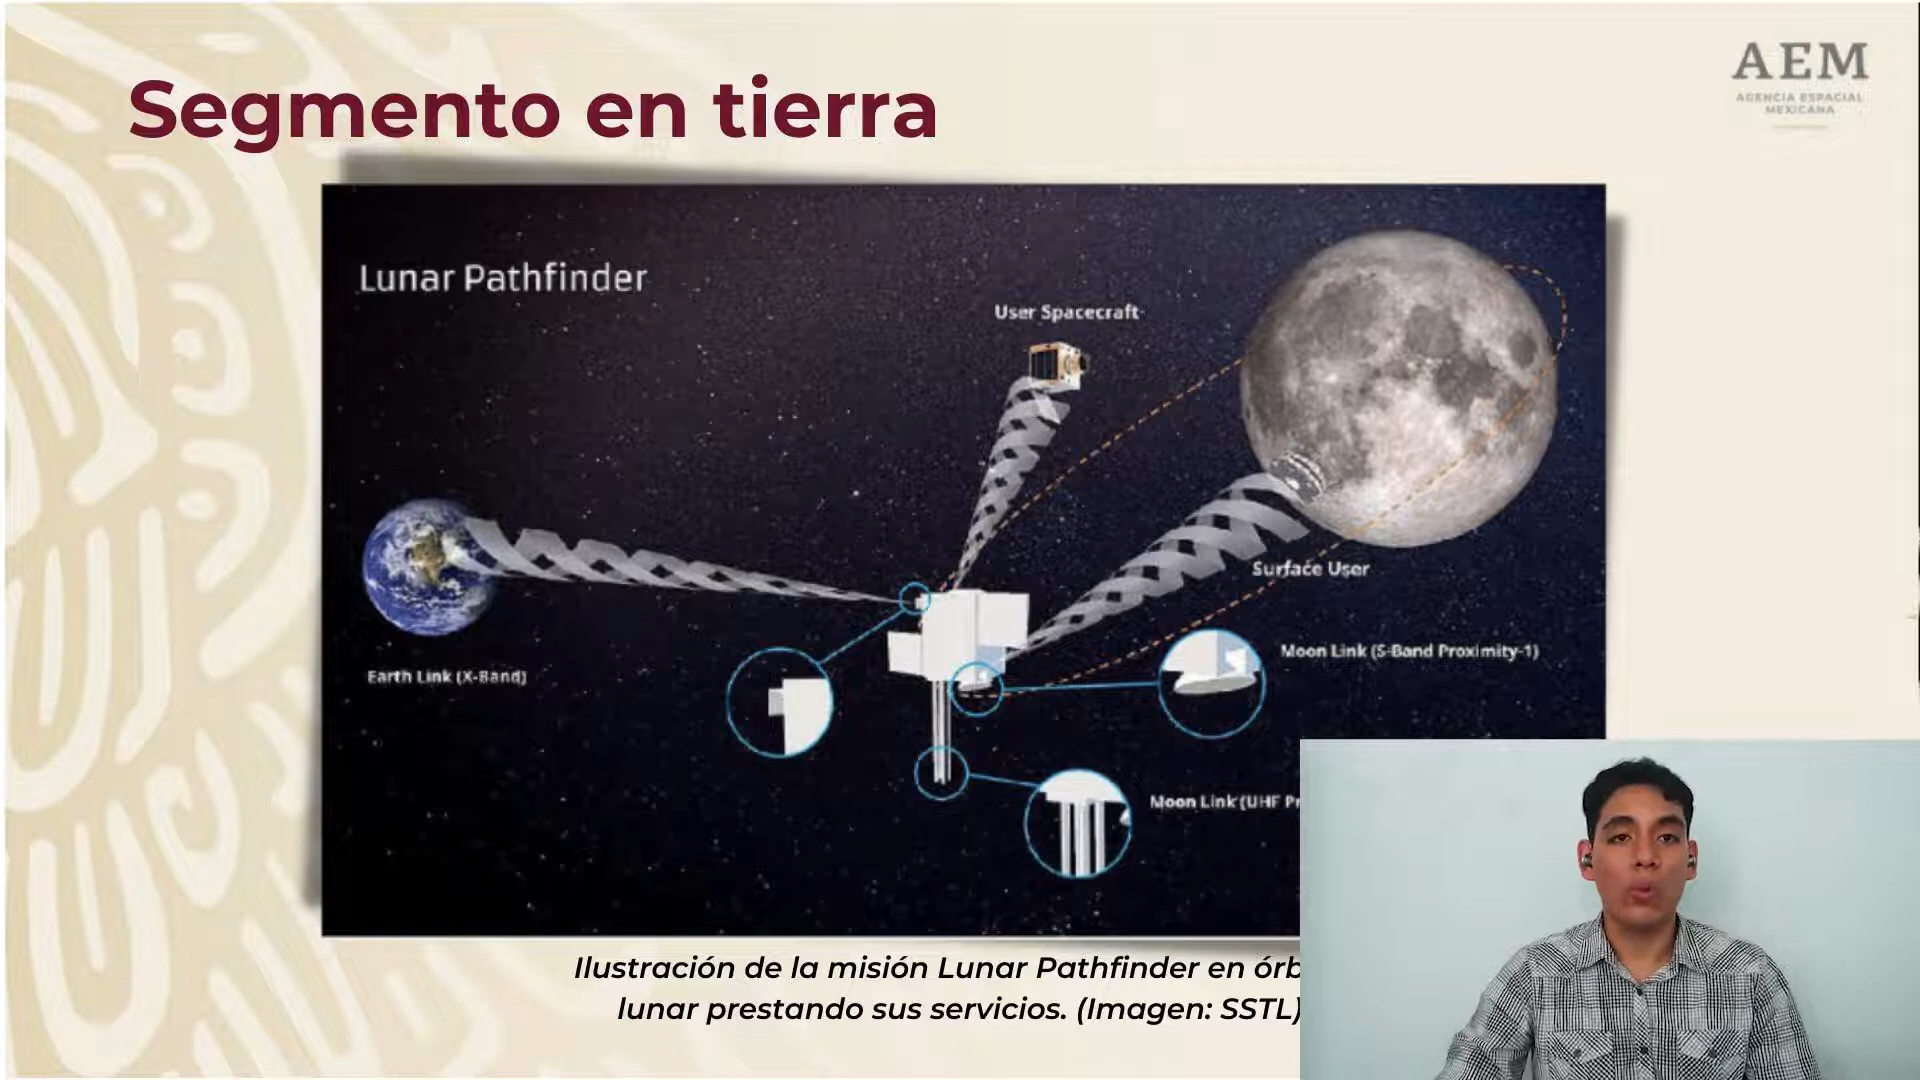 Segmento en tierra
AEM
AGENCIA ESPACIAL
MEXICANA
Lunar Pathfinder
User Spacecraft
Surface User
Earth Link (X-Band)
Moon Link (S-Band Proximity-1)
Moon Link (UHF
Ilustración de la misión Lunar Pathfinder en
lunar prestando sus servicios. (Imagen: SSTL)